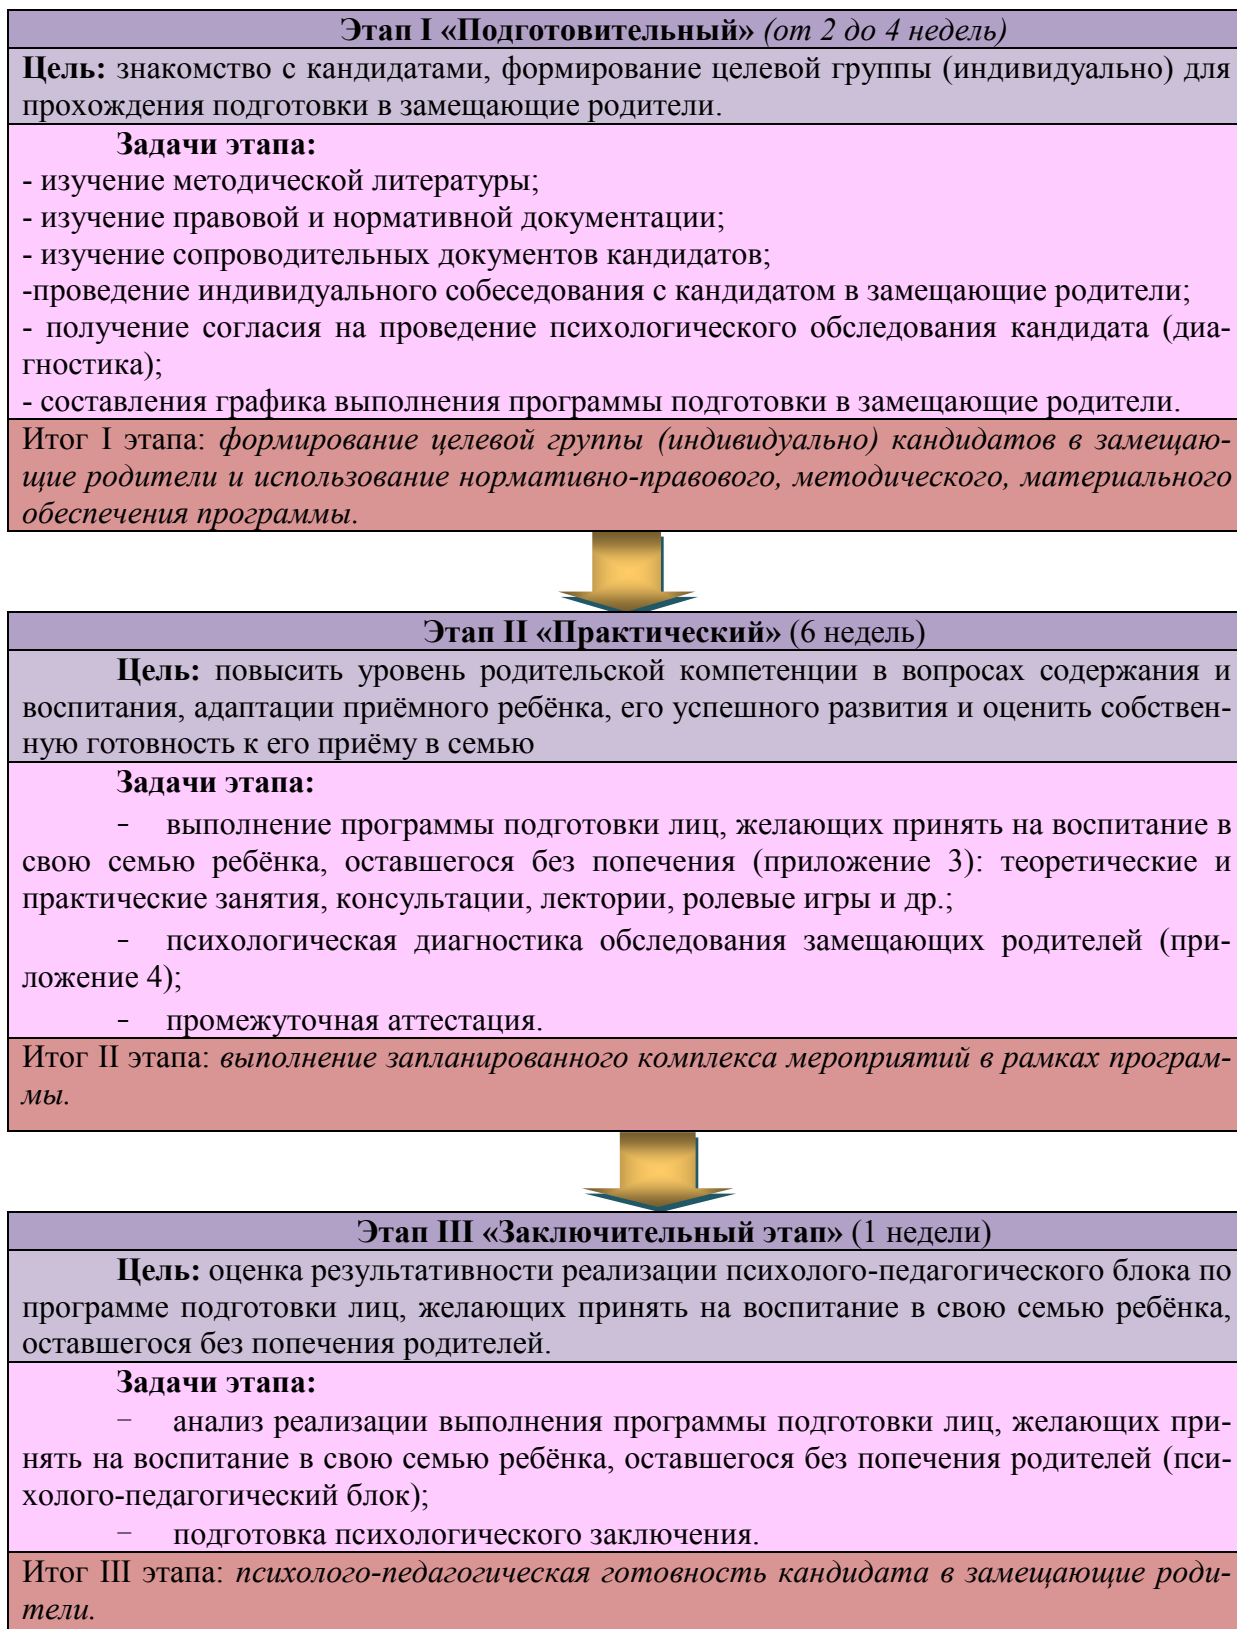 Этап I «Подготовительный» (от 2 до 4 недель)
Цель: знакомство с кандидатами, формирование целевой группы (индивидуально) для
прохождения подготовки в замещающие родители.
Задачи этапа:
- изучение методической литературы;
- изучение правовой и нормативной документации;
- изучение сопроводительных документов кандидатов;
-проведение индивидуального собеседования с кандидатом в замещающие родители;
- получение согласия на проведение психологического обследования кандидата (диа-
гностика);
- составления графика выполнения программы подготовки в замещающие родители.
Итог I этапа: формирование целевой группы (индивидуально) кандидатов в замещаю-
щие родители и использование нормативно-правового, методического, материального
обеспечения программы.
Этап II «Практический» (6 недель)
Цель: повысить уровень родительской компетенции в вопросах содержания и
воспитания, адаптации приёмного ребёнка, его успешного развития и оценить собствен-
ную готовность к его приёму в семью
Задачи этапа:
- выполнение программы подготовки лиц, желающих принять на воспитание в
свою семью ребёнка, оставшегося без попечения (приложение 3): теоретические и
практические занятия, консультации, лектории, ролевые игры и др.;
- психологическая диагностика обследования замещающих родителей (при-
ложение 4);
- промежуточная аттестация.
Итог II этапа: выполнение запланированного комплекса мероприятий в рамках програм-
мы.
Этап III «Заключительный этап» (1 недели)
Цель: оценка результативности реализации психолого-педагогического блока по
программе подготовки лиц, желающих принять на воспитание в свою семью ребёнка,
оставшегося без попечения родителей.
Задачи этапа:
− анализ реализации выполнения программы подготовки лиц, желающих при-
нять на воспитание в свою семью ребёнка, оставшегося без попечения родителей (пси-
холого-педагогический блок);
− подготовка психологического заключения.
Итог III этапа: психолого-педагогическая готовность кандидата в замещающие роди-
тели.